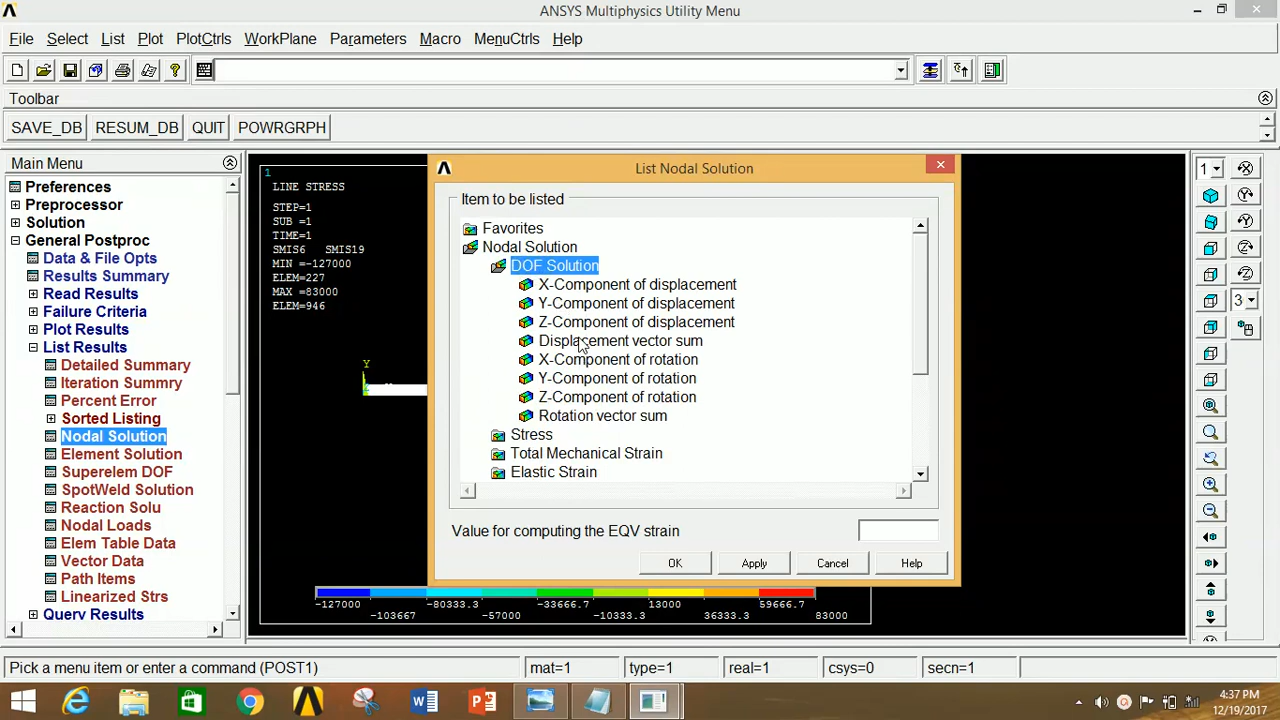 ANSYS Multiphysics Utility Menu
File Select List Plot PlotCtrls WorkPlane Parameters Macro MenuCtrls Help
Toolbar
SAVE_DB RESUM_DB QUIT POWRGRPH
Main Menu
Preferences
Preprocessor
Solution
General Postproc
Data & File Opts
Results Summary
Read Results
Failure Criteria
Plot Results
List Results
Detailed Summary
Iteration Summry
Percent Error
Sorted Listing
Nodal Solution
Element Solution
Superelem DOF
SpotWeld Solution
Reaction Solu
Nodal Loads
Elem Table Data
Vector Data
Path Items
Linearized Strs
Query Results
1
LINE STRESS
STEP=1
SUB =1
TIME=1
SMIS6 SMIS19
MIN =-127000
ELEM=227
MAX =83000
ELEM=946
Y
Z
List Nodal Solution
Item to be listed
Favorites
Nodal Solution
DOF Solution
X-Component of displacement
Y-Component of displacement
Z-Component of displacement
Displacement vector sum
X-Component of rotation
Y-Component of rotation
Z-Component of rotation
Rotation vector sum
Stress
Total Mechanical Strain
Elastic Strain
Value for computing the EQV strain
OK Apply Cancel Help
-127000 -80333.3 -33666.7 13000 59666.7
-103667 -57000 -10333.3 36333.3 83000
1
3
Pick a menu item or enter a command (POST1) mat=1 type=1 real=1 csys=0 secn=1
4:37 PM
12/19/2017